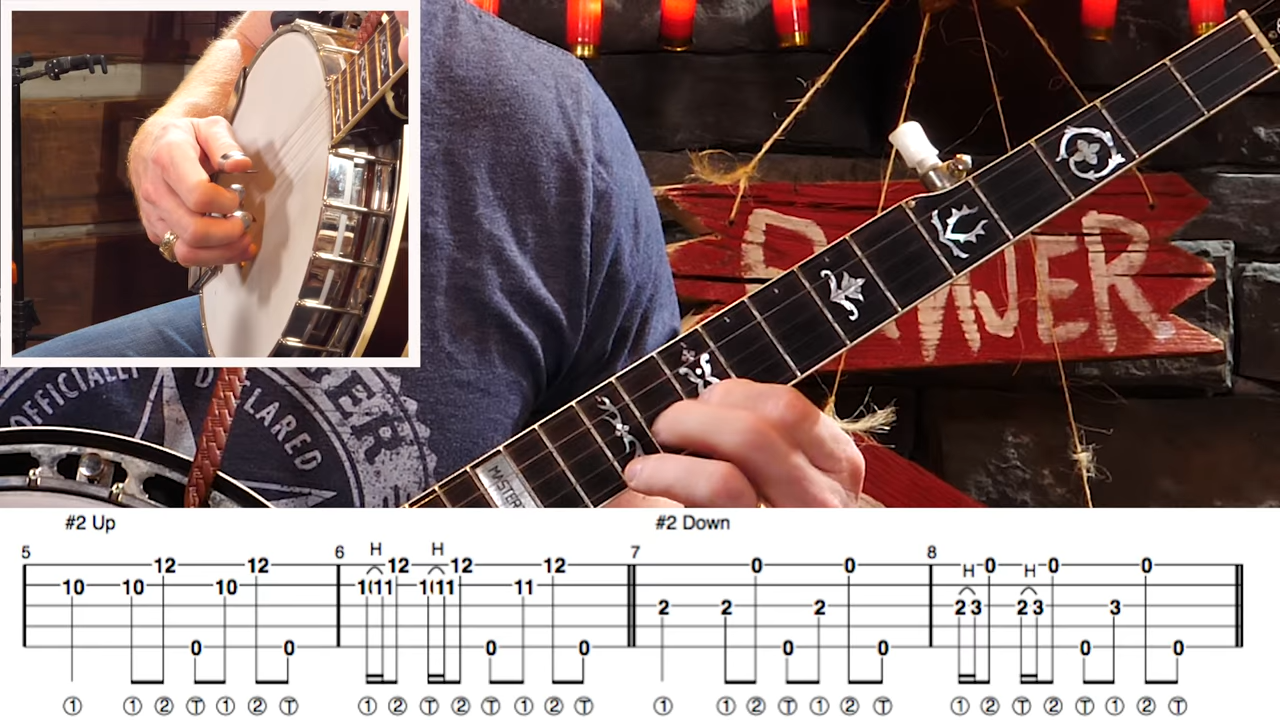 OFFICIALLY D LARED
DER
MASTER
#2 Up #2 Down
5 6 7 8
H H H H
12 12 12 12 12 0 0 0 0 0
10 10 10 10 11 10 11 11
2 2 2 2 3 2 3 3
0 0 0 0 0 0 0 0
1 1 2 T 1 2 T 1 2 T 2 T 1 2 T 1 1 2 T 1 2 T 1 2 T 2 T 1 2 T